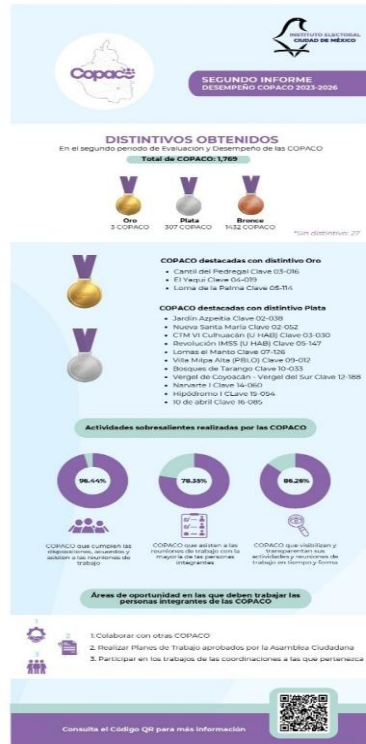 INSTITUTO ELECTORAL
CIUDAD DE MÉXICO
Copaco
SEGUNDO INFORME
DESEMPEÑO COPACO 2023-2026
DISTINTIVOS OBTENIDOS
En el segundo periodo de Evaluación y Desempeño de las COPACO
Total de COPACO: 1,769
Oro
3 COPACO
Plata
307 COPACO
Bronce
1432 COPACO
*Sin distintivo: 27
COPACO destacadas con distintivo Oro
• Cantil del Pedregal Clave 03-016
• El Yaqui Clave 04-019
• Loma de la Palma Clave 05-114
COPACO destacadas con distintivo Plata
• Jardín Azpeitia Clave 02-038
• Nueva Santa María Clave 02-052
• CTM VI Culhuacán (U HAB) Clave 03-030
• Revolución IMSS (U HAB) Clave 05-147
• Lomas el Manto Clave 07-126
• Villa Milpa Alta (PBLO) Clave 09-012
• Bosques de Tarango Clave 10-033
• Vergel de Coyoacán - Vergel del Sur Clave 12-188
• Narvarte I Clave 14-060
• Hipódromo I CLave 15-054
• 10 de abril Clave 16-085
Actividades sobresalientes realizadas por las COPACO
96.44%
78.35%
86.26%
COPACO que cumplen las
disposiciones, acuerdos y
asisten a las reuniones de
trabajo
COPACO que asisten a las
reuniones de trabajo con la
mayoría de las personas
integrantes
COPACO que visibilizan y
transparentan sus
actividades y reuniones de
trabajo en tiempo y forma
Áreas de oportunidad en las que deben trabajar las
personas integrantes de las COPACO
1
2
3
1. Colaborar con otras COPACO
2. Realizar Planes de Trabajo aprobados por la Asamblea Ciudadana
3. Participar en los trabajos de las coordinaciones a las que pertenezca
Consulta el Código QR para más información